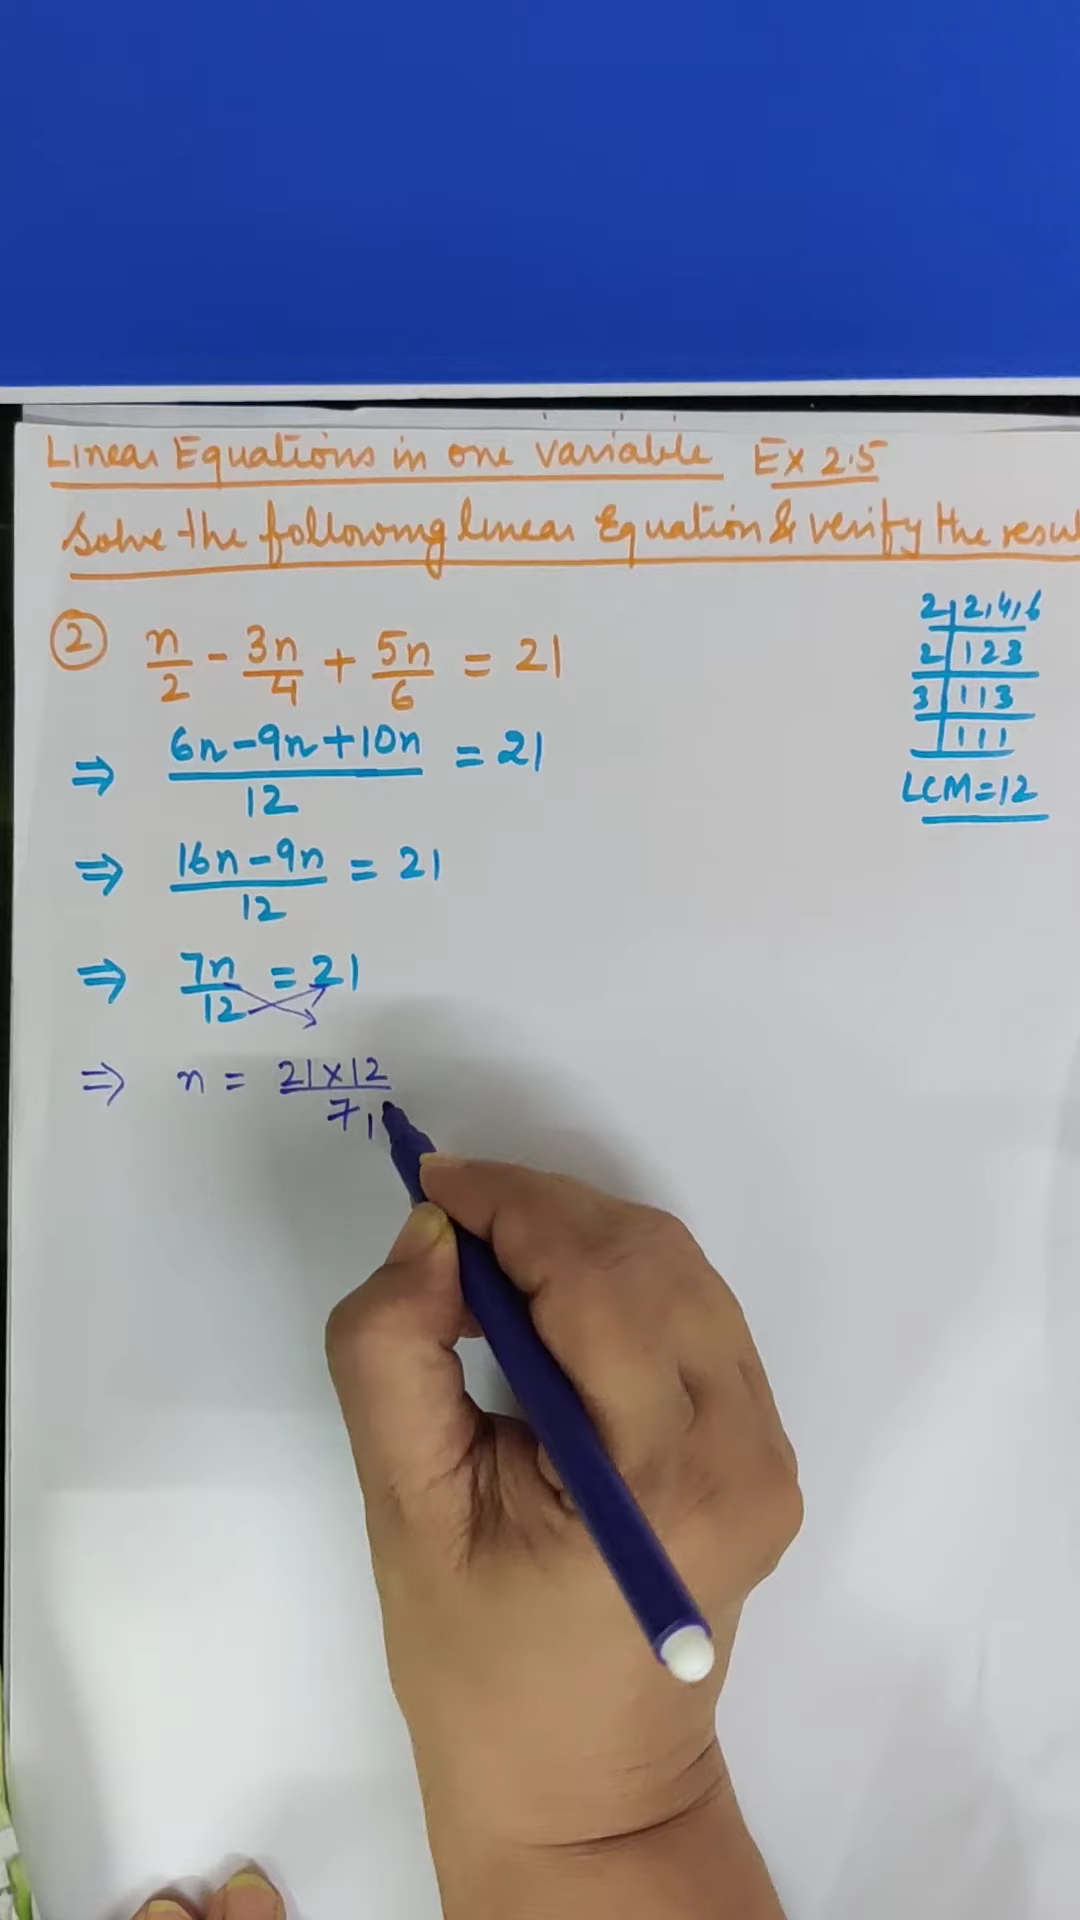 Linear Equations in one variable Ex 2.5
Solve the following linear Equation & verify the resu
2 n/2 - 3n/4 + 5n/6 = 21
⇒ (6n-9n+10n)/12 = 21
⇒ (16n-9n)/12 = 21
⇒ 7n/12 = 21
⇒ n = (21×12)/7 1
2 | 2,4,6
2 | 1 2 3
3 | 1 1 3
| 1 1 1
LCM=12